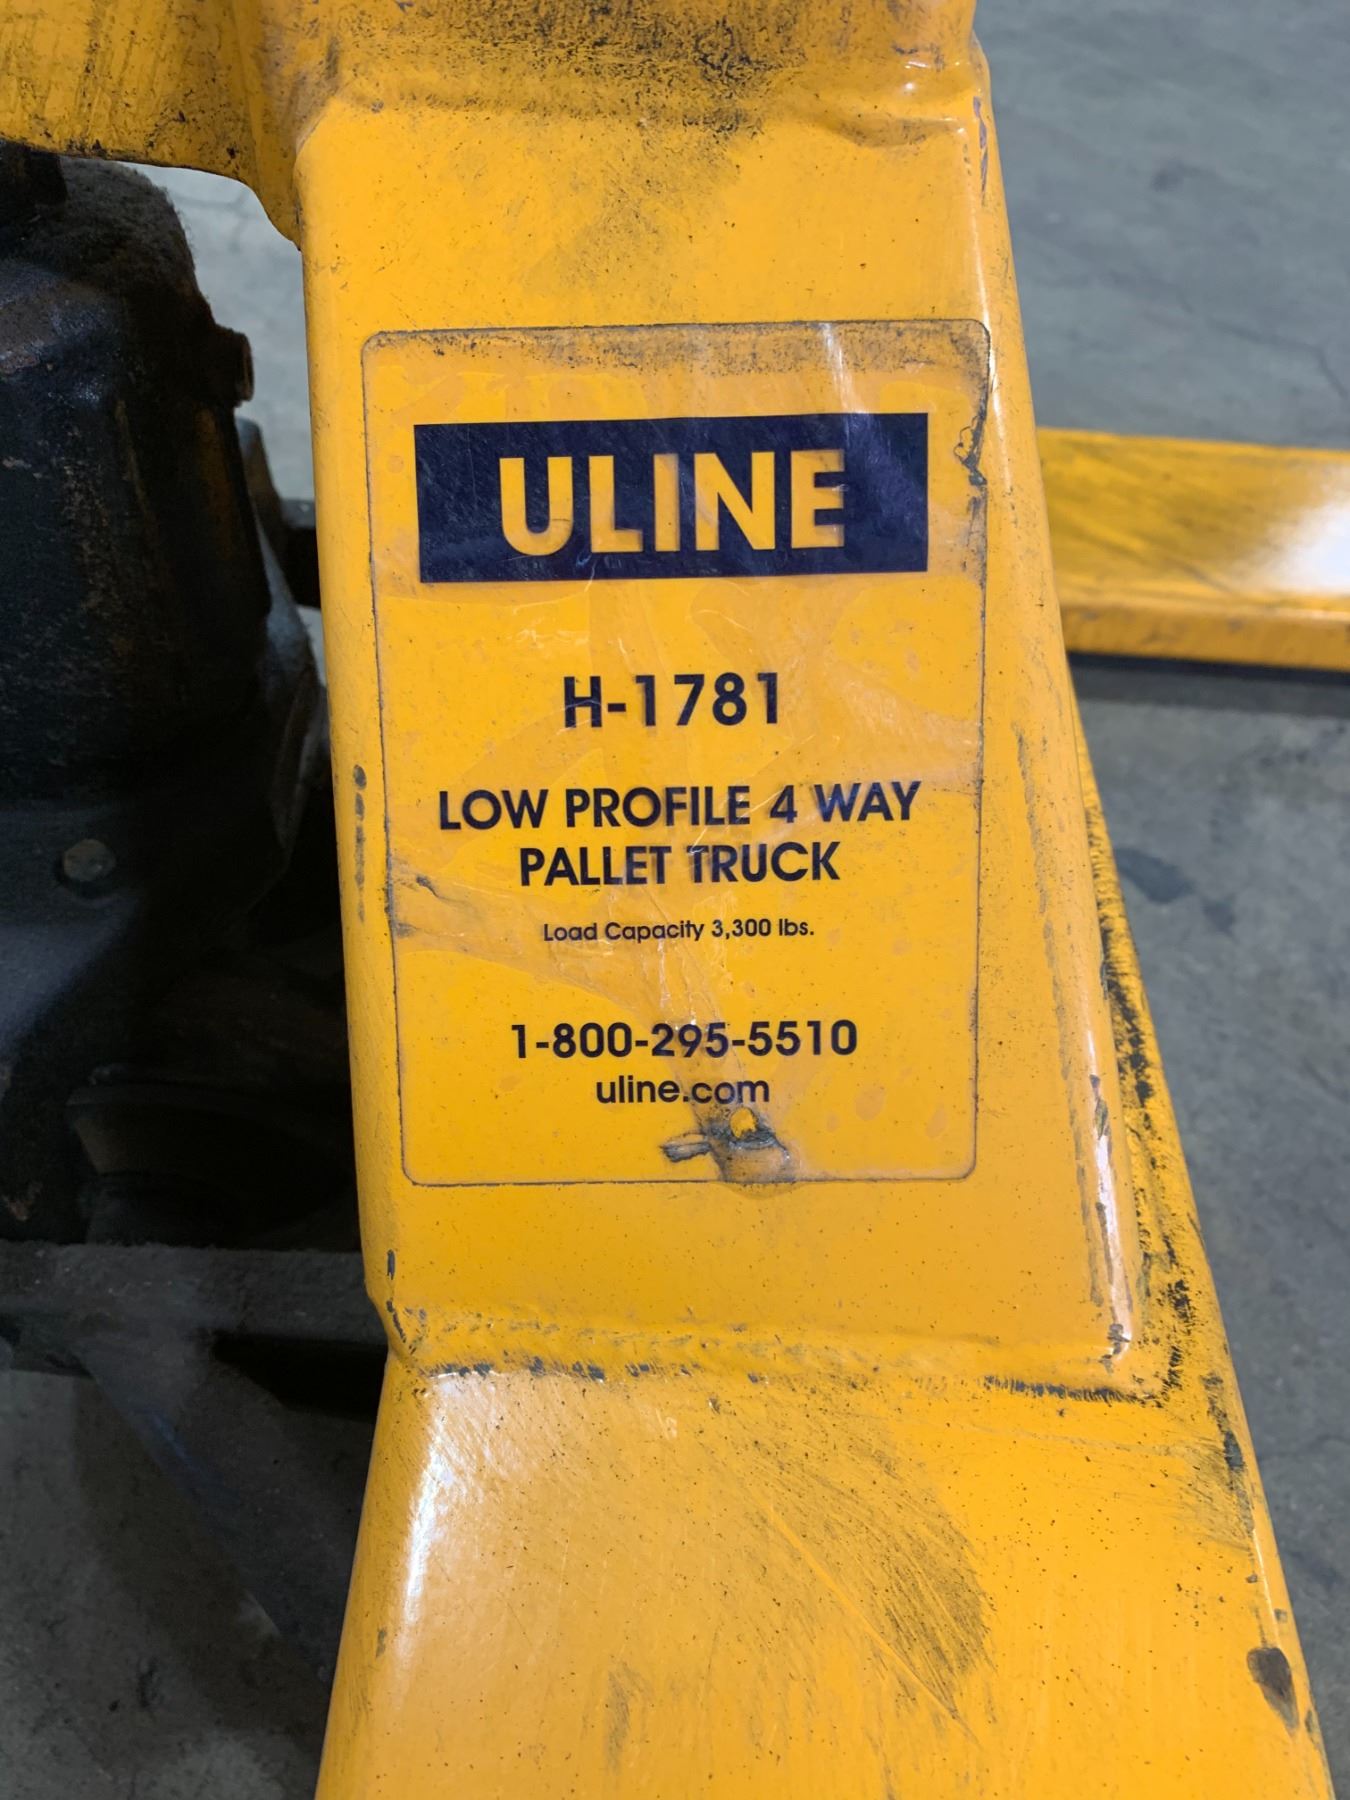 ULINE
H-1781
LOW PROFILE 4 WAY
PALLET TRUCK
Load Capacity 3,300 lbs.
1-800-295-5510
uline.com